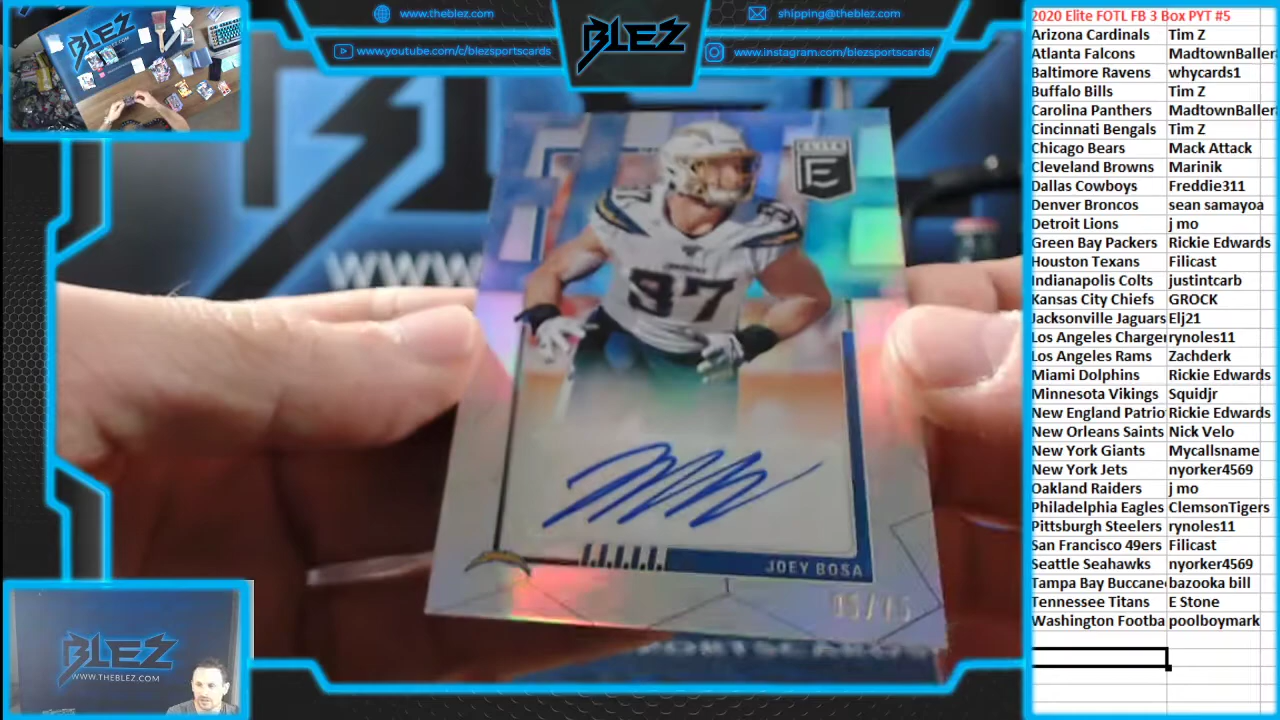 www.theblez.com
shipping@theblez.com
www.youtube.com/c/blezsportscards
www.instagram.com/blezsportscards/
BLEZ
ELITE
E
37
JOEY BOSA
WWW
BLEZ
WWW.THEBLEZ.COM
2020 Elite FOTL FB 3 Box PYT #5
Arizona Cardinals Tim Z
Atlanta Falcons MadtownBaller
Baltimore Ravens whycards1
Buffalo Bills Tim Z
Carolina Panthers MadtownBaller
Cincinnati Bengals Tim Z
Chicago Bears Mack Attack
Cleveland Browns Marinik
Dallas Cowboys Freddie311
Denver Broncos sean samayoa
Detroit Lions j mo
Green Bay Packers Rickie Edwards
Houston Texans Filicast
Indianapolis Colts justintcarb
Kansas City Chiefs GROCK
Jacksonville Jaguars Elj21
Los Angeles Charger rynoles11
Los Angeles Rams Zachderk
Miami Dolphins Rickie Edwards
Minnesota Vikings Squidjr
New England Patrio Rickie Edwards
New Orleans Saints Nick Velo
New York Giants Mycallsname
New York Jets nyorker4569
Oakland Raiders j mo
Philadelphia Eagles ClemsonTigers
Pittsburgh Steelers rynoles11
San Francisco 49ers Filicast
Seattle Seahawks nyorker4569
Tampa Bay Buccane bazooka bill
Tennessee Titans E Stone
Washington Footba poolboymark